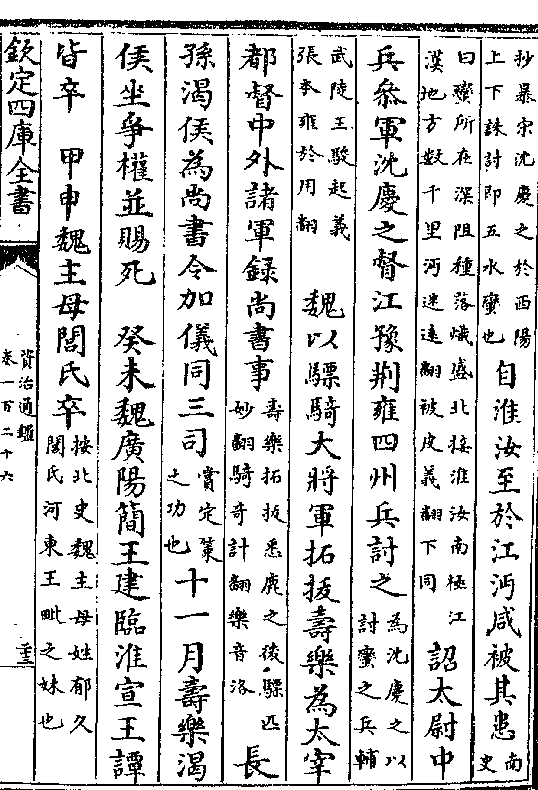 抄暴宗沈慶之於西陽
上下誅討即五水蠻也
自淮汝至於江沔咸被其患
南
史
曰蠻所在深阻種落熾盛北接淮汝南極江
漢地方數千里沔迷遠翻被皮義翻下同
詔太尉中
兵叅軍沈慶之督江豫荆雍四州兵討之
為沈慶之以
討蠻之兵輔
武陵王駿起義
張本雍於用翻
魏以驃騎大將軍拓拔壽樂為太宰
都督中外諸軍録尚書事
壽樂拓拔悉鹿之後驃匹
妙翻騎奇計翻樂音洛
長
孫渴侯為尚書令加儀同三司
賞定策
之功也
十一月壽樂渴
侯坐爭權並賜死 癸未魏廣陽簡王建臨淮宣王譚
皆卒 甲申魏主母閭氏卒
按北史魏主母姓郁久
閭氏河東王毗之妹也
欽定四庫全書
資治通鑑
卷一百二十六